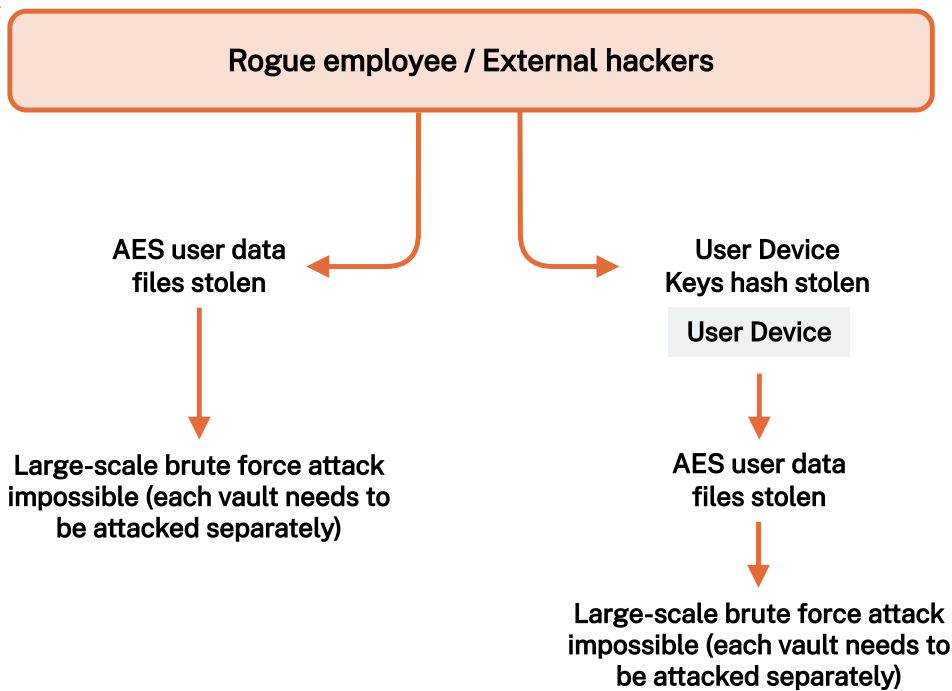 Rogue employee / External hackers
AES user data
files stolen
Large-scale brute force attack
impossible (each vault needs to
be attacked separately)
User Device
Keys hash stolen
User Device
AES user data
files stolen
Large-scale brute force attack
impossible (each vault needs to
be attacked separately)